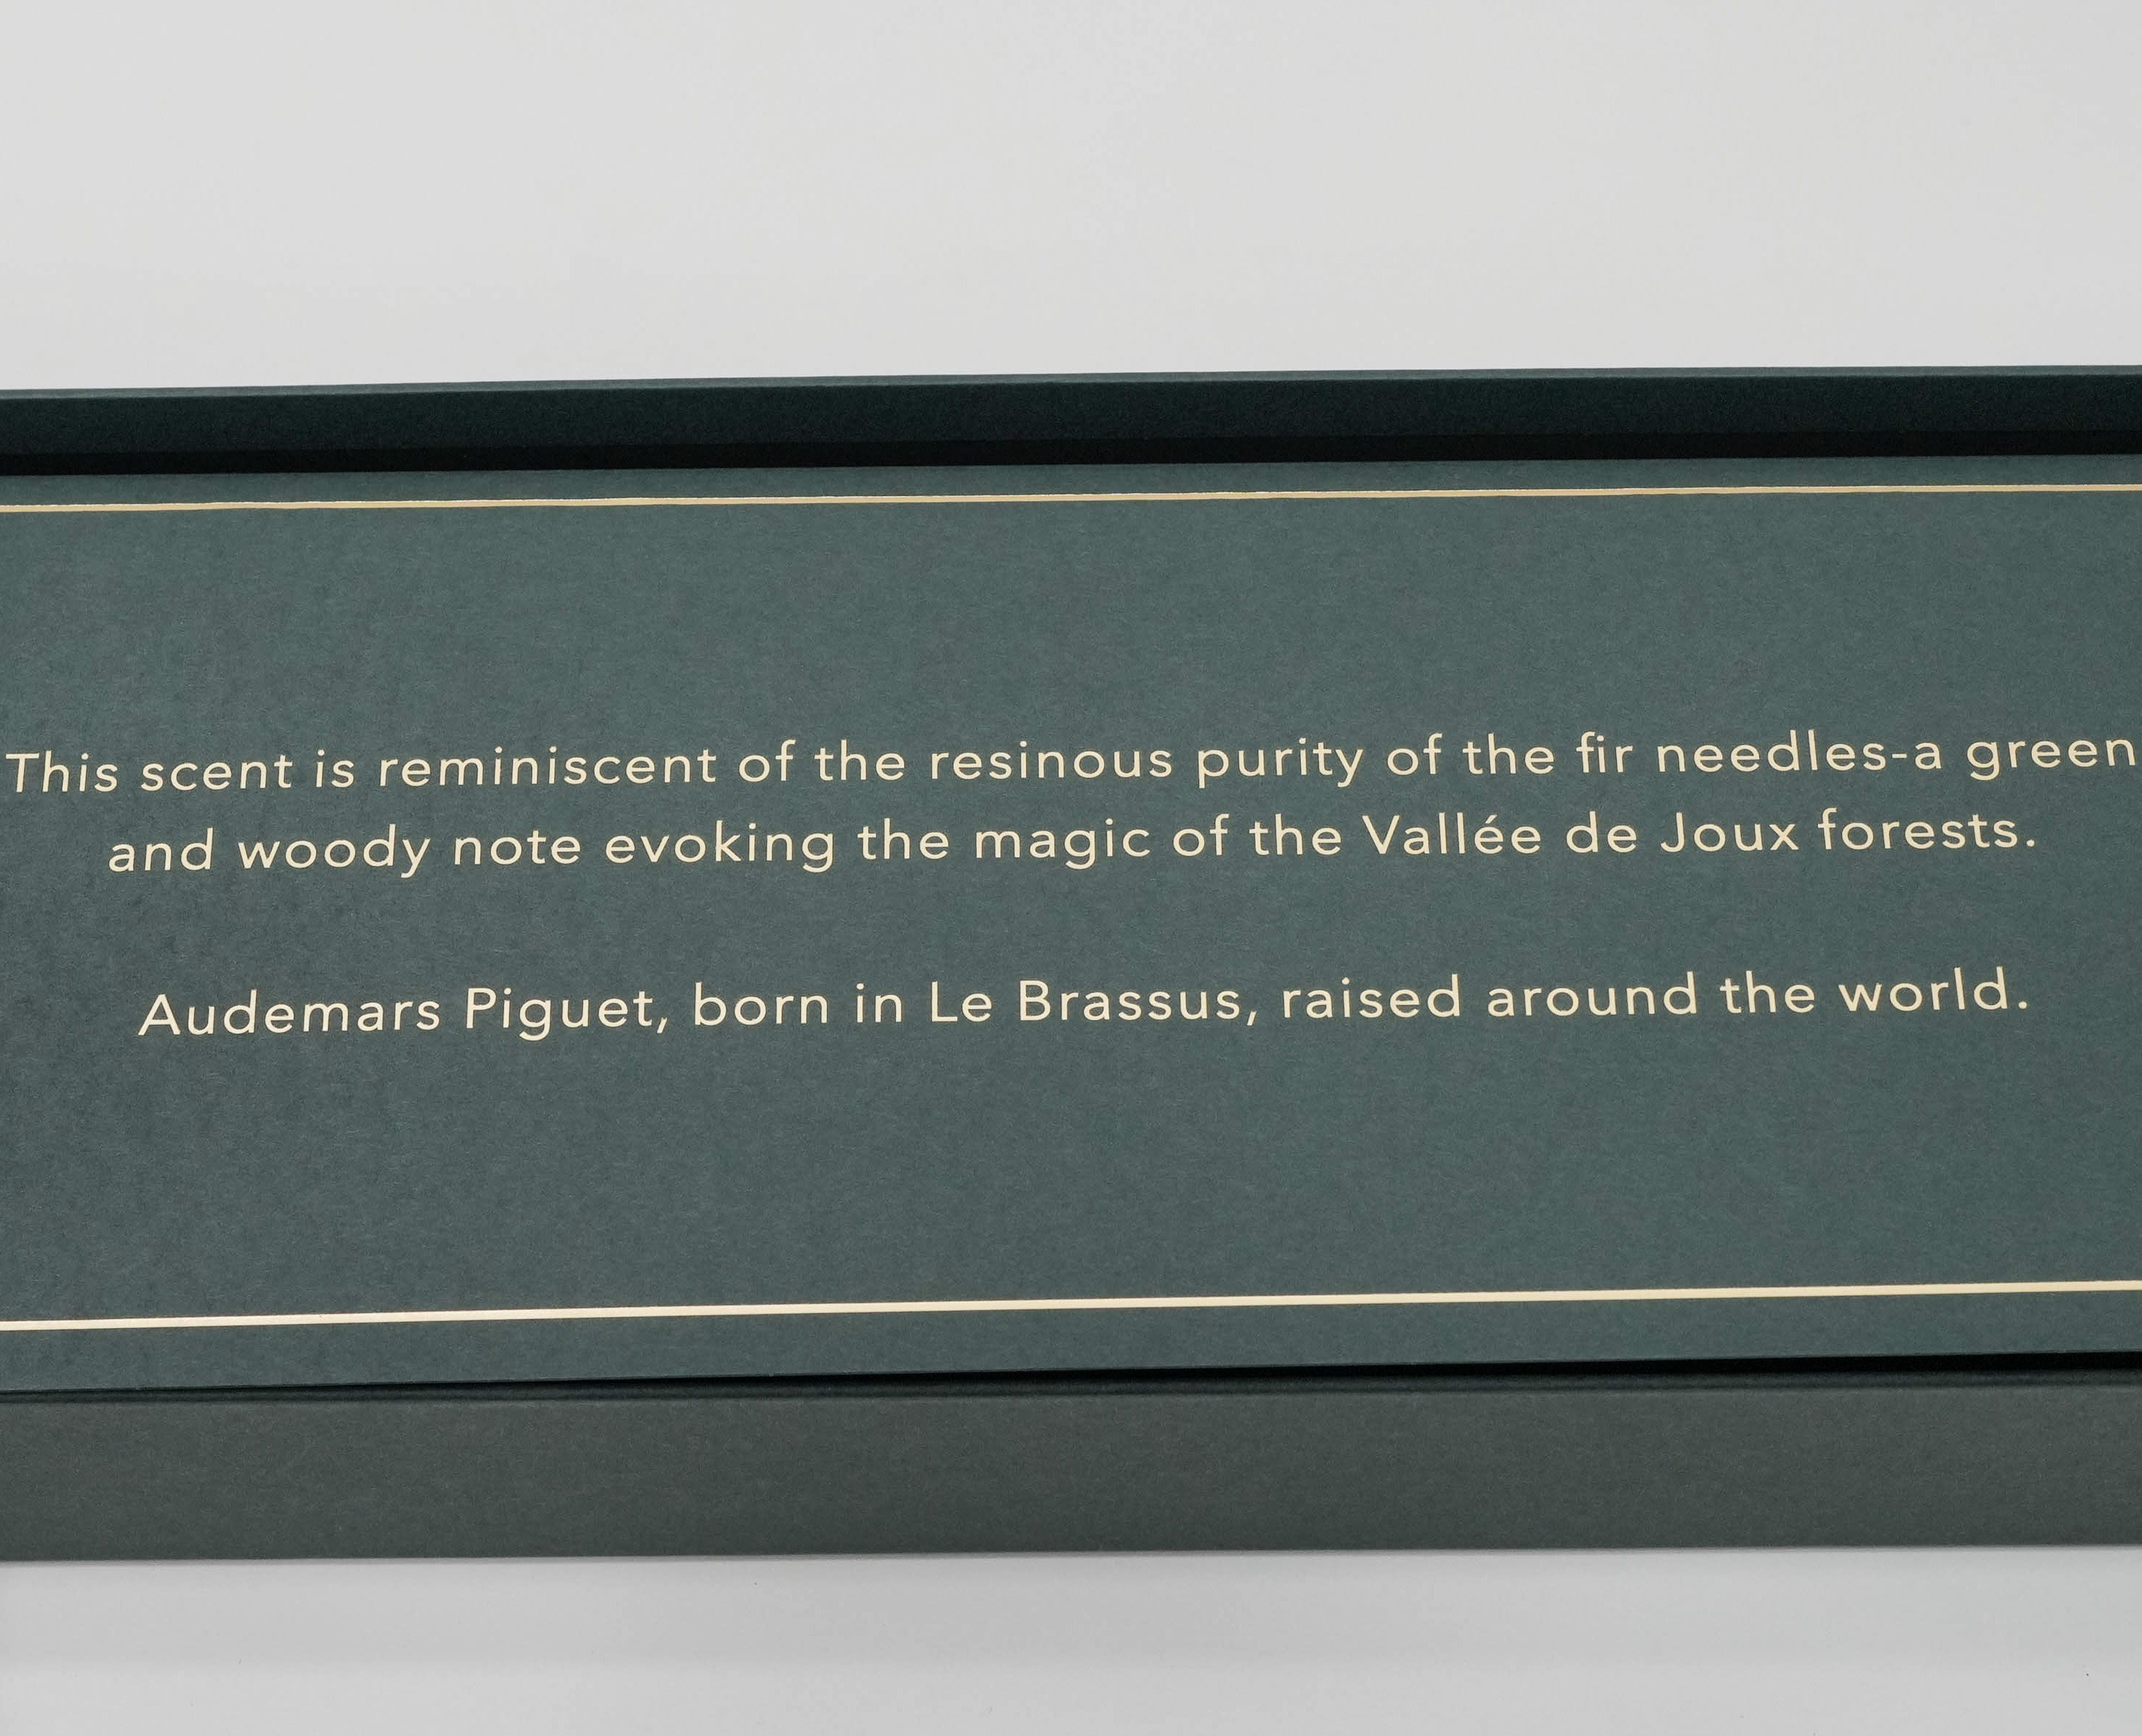 This scent is reminiscent of the resinous purity of the fir needles-a green
and woody note evoking the magic of the Vallée de Joux forests.
Audemars Piguet, born in Le Brassus, raised around the world.